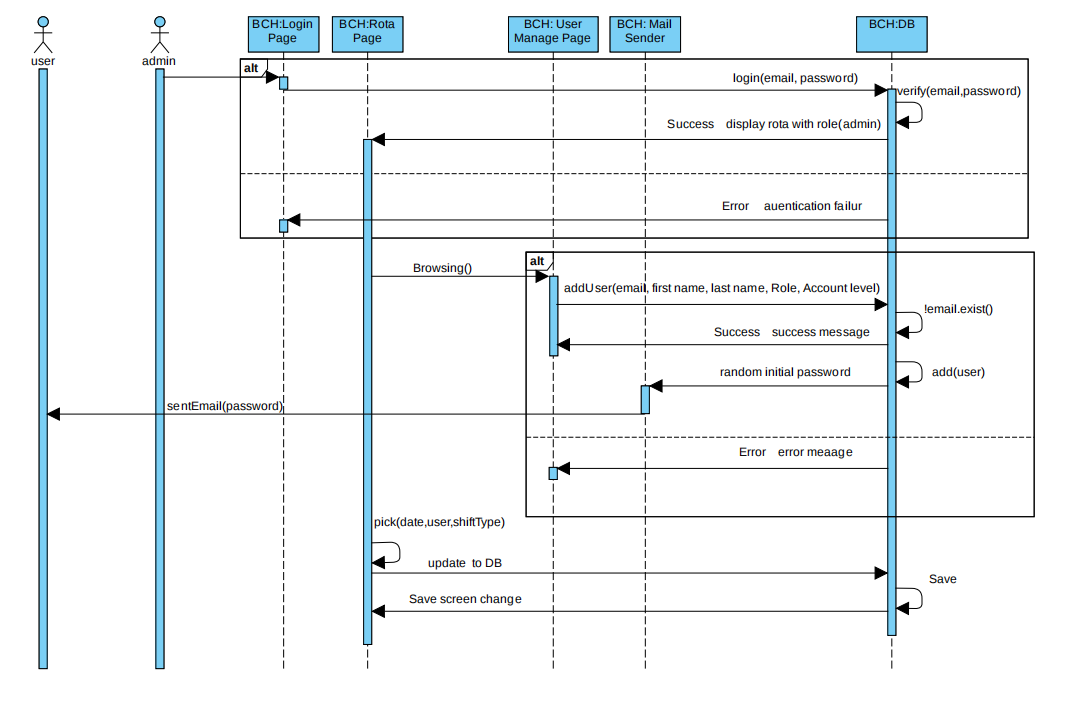 BCH:Login
Page
BCH:Rota
Page
BCH: User
Manage Page
BCH: Mail
Sender
BCH:DB
user
admin
alt
login(email, password)
verify(email,password)
Success display rota with role(admin)
Error auentication failur
alt
Browsing()
addUser(email, first name, last name, Role, Account level)
!email.exist()
Success success message
random initial password
add(user)
sentEmail(password)
Error error meaage
pick(date,user,shiftType)
update to DB
Save
Save screen change